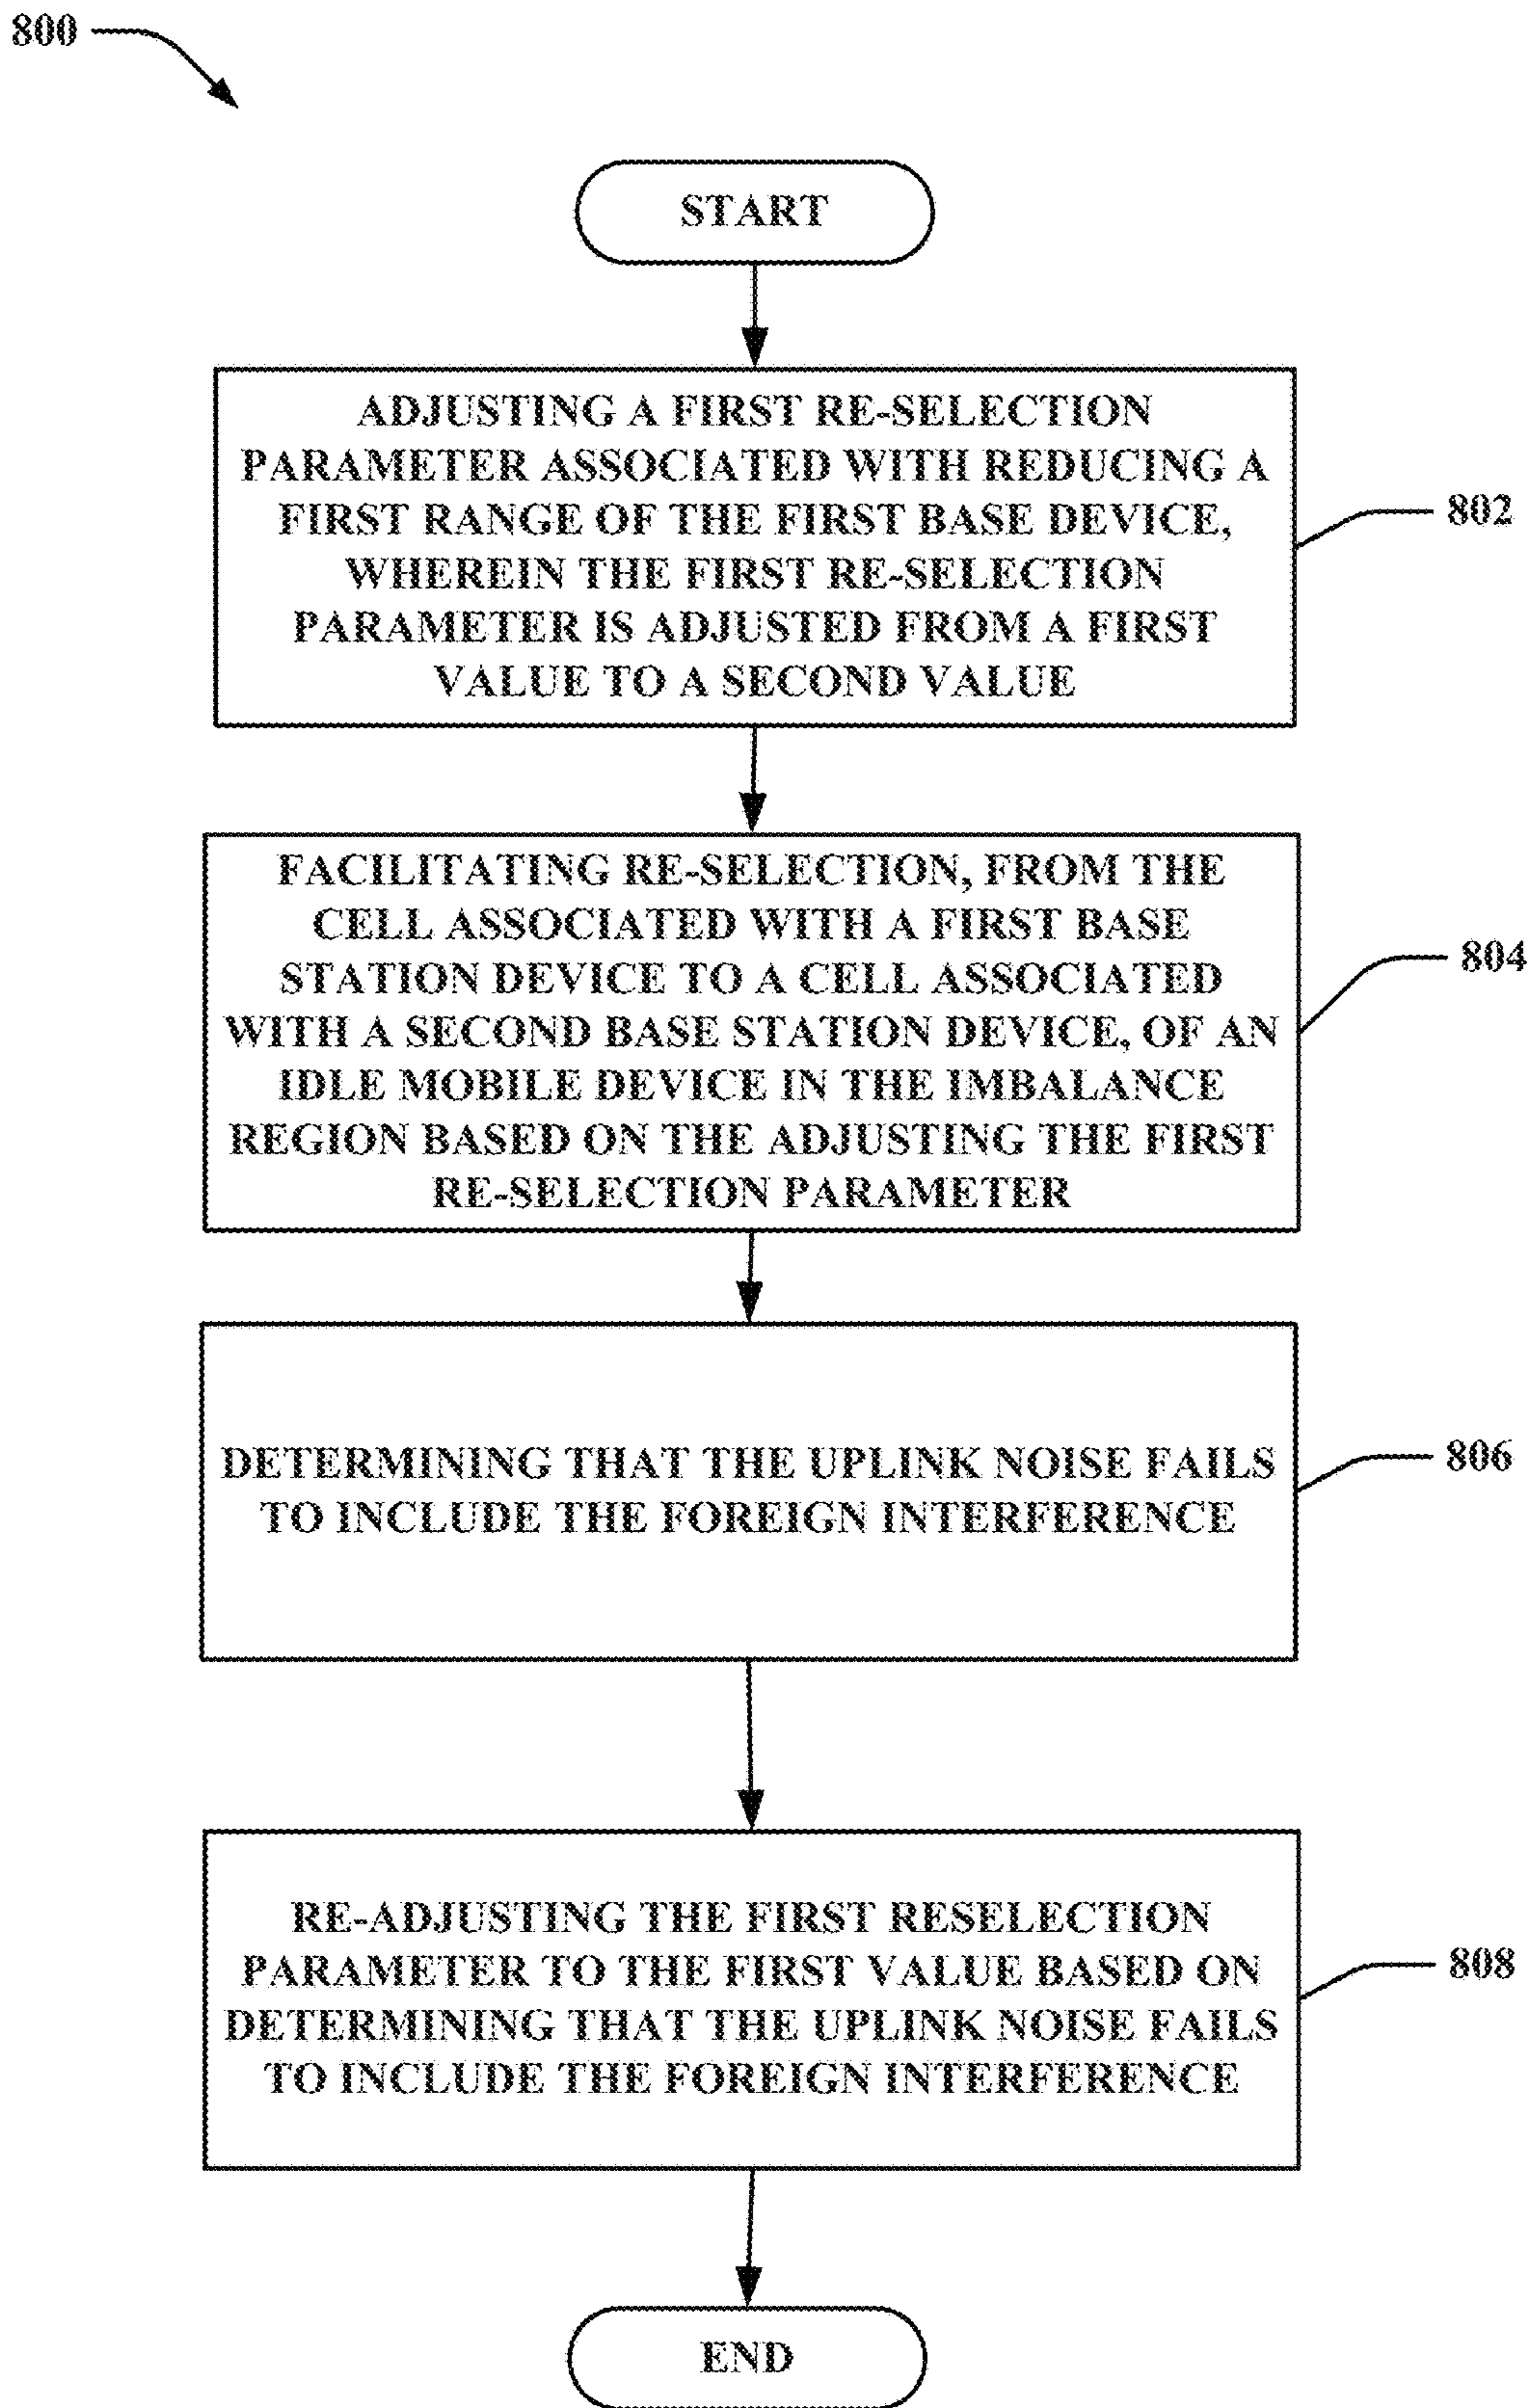 800
START
ADJUSTING A FIRST RE-SELECTION
PARAMETER ASSOCIATED WITH REDUCING A
FIRST RANGE OF THE FIRST BASE DEVICE,
WHEREIN THE FIRST RE-SELECTION
PARAMETER IS ADJUSTED FROM A FIRST
VALUE TO A SECOND VALUE
802
FACILITATING RE-SELECTION, FROM THE
CELL ASSOCIATED WITH A FIRST BASE
STATION DEVICE TO A CELL ASSOCIATED
WITH A SECOND BASE STATION DEVICE, OF AN
IDLE MOBILE DEVICE IN THE IMBALANCE
REGION BASED ON THE ADJUSTING THE FIRST
RE-SELECTION PARAMETER
804
DETERMINING THAT THE UPLINK NOISE FAILS
TO INCLUDE THE FOREIGN INTERFERENCE
806
RE-ADJUSTING THE FIRST RESELECTION
PARAMETER TO THE FIRST VALUE BASED ON
DETERMINING THAT THE UPLINK NOISE FAILS
TO INCLUDE THE FOREIGN INTERFERENCE
808
END